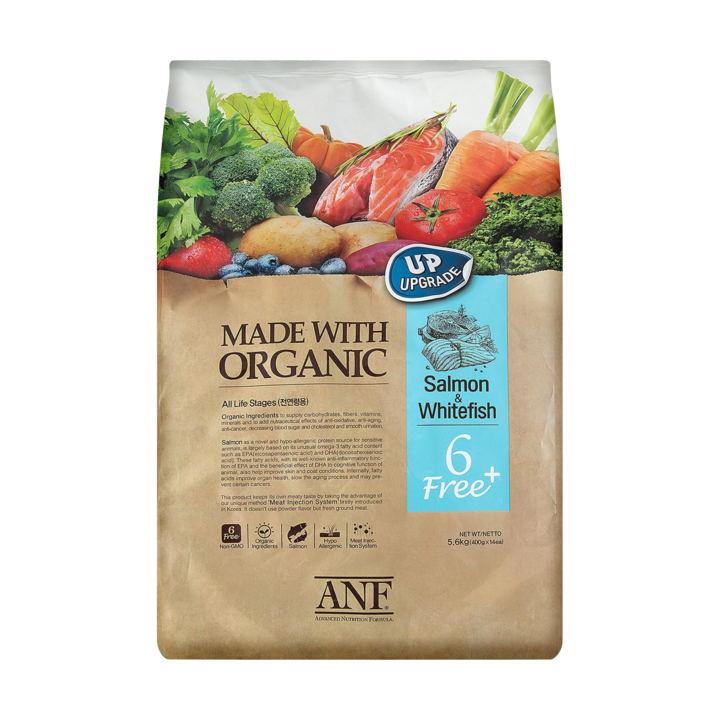 UP
UPGRADE
MADE WITH
ORGANIC
Salmon
&
Whitefish
6
Free+
All Life Stages (전연령용)
Organic Ingredients to supply carbohydrates, fibers, vitamins,
minerals and to add nutraceutical effects of anti-oxitative, anti-aging,
anti-cancer, decreasing blood sugar and cholesterol and smooth urination.
Salmon as a novel and hypo-allergenic protein source for sensitive
animals, is largely based on its unusual omega-3 fatty acid content
such as EPA(eicosapentaenoic acid) and DHA(docosahexaenoic
acid). These fatty acids, with its well-known anti-inflammatory func-
tion of EPA and the beneficial effect of DHA to cognitive function of
animal, also help improve skin and coat conditions. Internally, fatty
acids improve organ health, slow the aging process and may pre-
vent certain cancers.
This product keeps its own meaty taste by taking the advantage of
our unique method 'Meat Injection System' firstly introduced
in Korea. It doesn't use powder flavor but fresh ground meat.
6
Free+
Non-GMO
Organic
Ingredients
Salmon
Hypo
Allergenic
Meat Injec-
tion System
NET WT/NETTO
5.6kg(400g×14ea)
ANF®
ADVANCED NUTRITION FORMULA